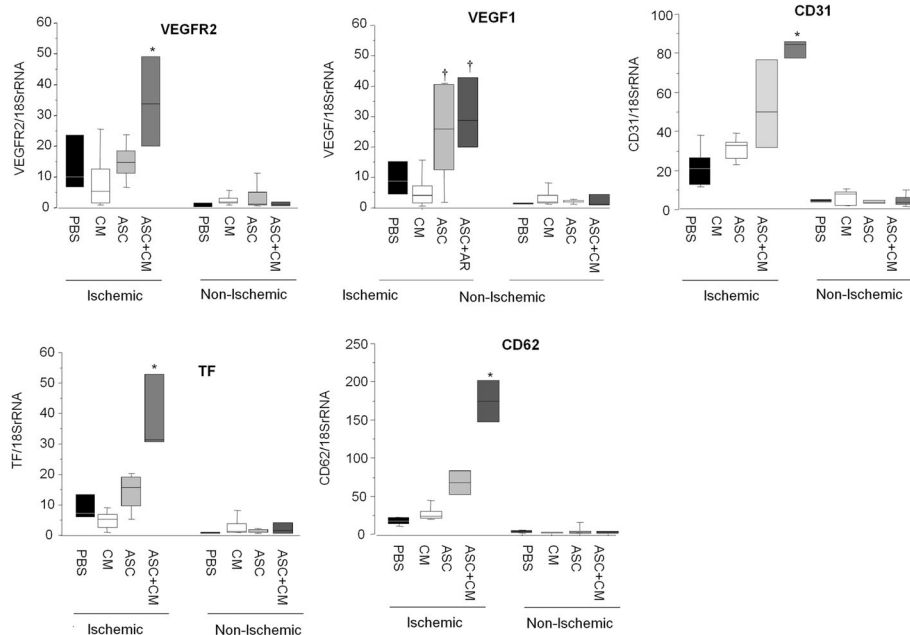 VEGFR2
VEGFR2/18SrRNA
60
50
40
30
20
10
0
*
PBS
CM
ASC
ASC+CM
PBS
CM
ASC
ASC+CM
Ischemic
Non-Ischemic
VEGF1
VEGF/18SrRNA
60
50
40
30
20
10
0
†
†
PBS
CM
ASC
ASC+AR
PBS
CM
ASC
ASC+CM
Ischemic
Non-Ischemic
CD31
CD31/18SrRNA
100
80
60
40
20
0
*
PBS
CM
ASC
ASC+CM
PBS
CM
ASC
ASC+CM
Ischemic
Non-Ischemic
TF
TF/18SrRNA
60
50
40
30
20
10
0
*
PBS
CM
ASC
ASC+CM
PBS
CM
ASC
ASC+CM
Ischemic
Non-Ischemic
CD62
CD62/18SrRNA
250
200
150
100
50
0
*
PBS
CM
ASC
ASC+CM
PBS
CM
ASC
ASC+CM
Ischemic
Non-Ischemic